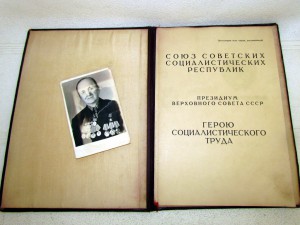 СОЮЗ СОВЕТСКИХ
СОЦИАЛИСТИЧЕСКИХ
РЕСПУБЛИК
ПРЕЗИДИУМ
ВЕРХОВНОГО СОВЕТА СССР
ГЕРОЮ
СОЦИАЛИСТИЧЕСКОГО
ТРУДА